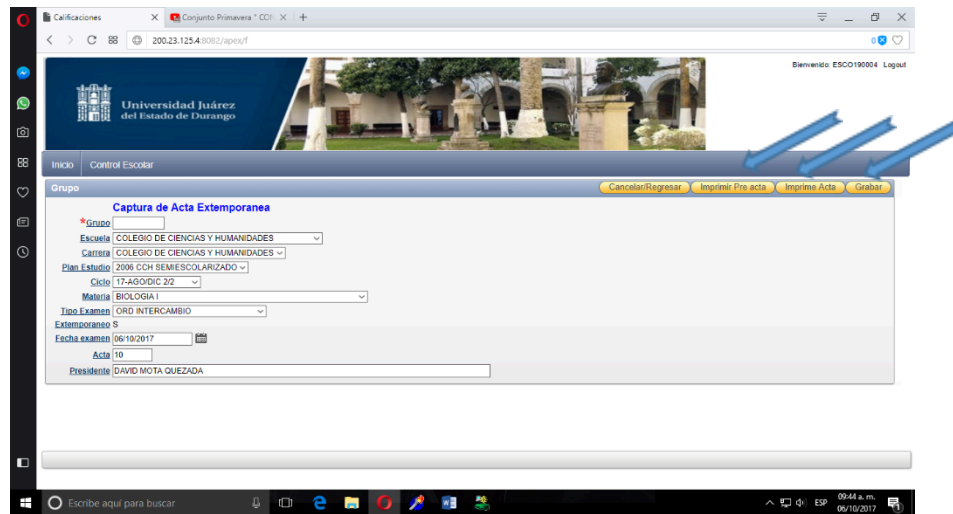 Calificaciones
Conjunto Primavera " CON
200.23.125.4:8082/apex/f
0
Bienvenido: ESCO190004 Logout
Universidad Juárez
del Estado de Durango
Inicio Control Escolar
Grupo Cancelar/Regresar Imprimir Pre acta Imprime Acta Grabar
Captura de Acta Extemporanea
*Grupo
Escuela COLEGIO DE CIENCIAS Y HUMANIDADES
Carrera COLEGIO DE CIENCIAS Y HUMANIDADES
Plan Estudio 2006 CCH SEMIESCOLARIZADO
Ciclo 17-AGO/DIC 2/2
Materia BIOLOGIA I
Tipo Examen ORD INTERCAMBIO
Extemporaneo S
Fecha examen 06/10/2017
Acta 10
Presidente DAVID MOTA QUEZADA
Escribe aquí para buscar
ESP
09:44 a. m.
06/10/2017